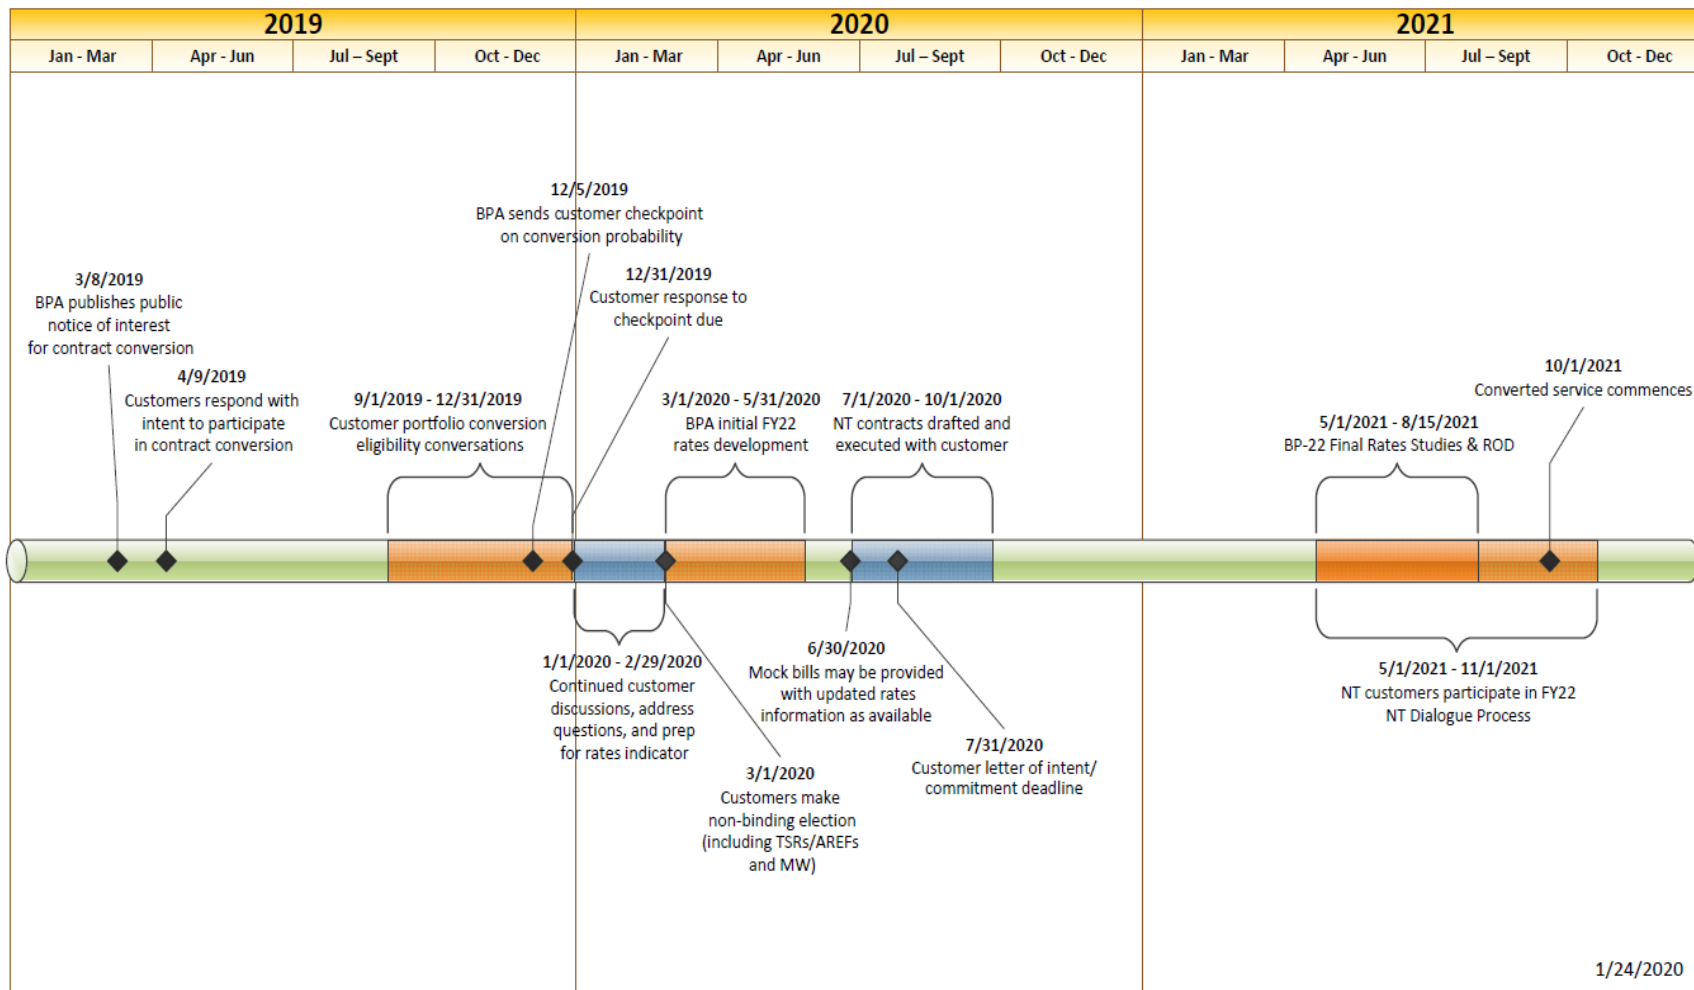 2019
2020
2021
Jan - Mar
Apr - Jun
Jul – Sept
Oct - Dec
Jan - Mar
Apr - Jun
Jul – Sept
Oct - Dec
Jan - Mar
Apr - Jun
Jul – Sept
Oct - Dec
12/5/2019
BPA sends customer checkpoint
on conversion probability
3/8/2019
BPA publishes public
notice of interest
for contract conversion
12/31/2019
Customer response to
checkpoint due
4/9/2019
Customers respond with
intent to participate
in contract conversion
9/1/2019 - 12/31/2019
Customer portfolio conversion
eligibility conversations
3/1/2020 - 5/31/2020
BPA initial FY22
rates development
7/1/2020 - 10/1/2020
NT contracts drafted and
executed with customer
5/1/2021 - 8/15/2021
BP-22 Final Rates Studies & ROD
10/1/2021
Converted service commences
1/1/2020 - 2/29/2020
Continued customer
discussions, address
questions, and prep
for rates indicator
3/1/2020
Customers make
non-binding election
(including TSRs/AREFs
and MW)
6/30/2020
Mock bills may be provided
with updated rates
information as available
7/31/2020
Customer letter of intent/
commitment deadline
5/1/2021 - 11/1/2021
NT customers participate in FY22
NT Dialogue Process
1/24/2020